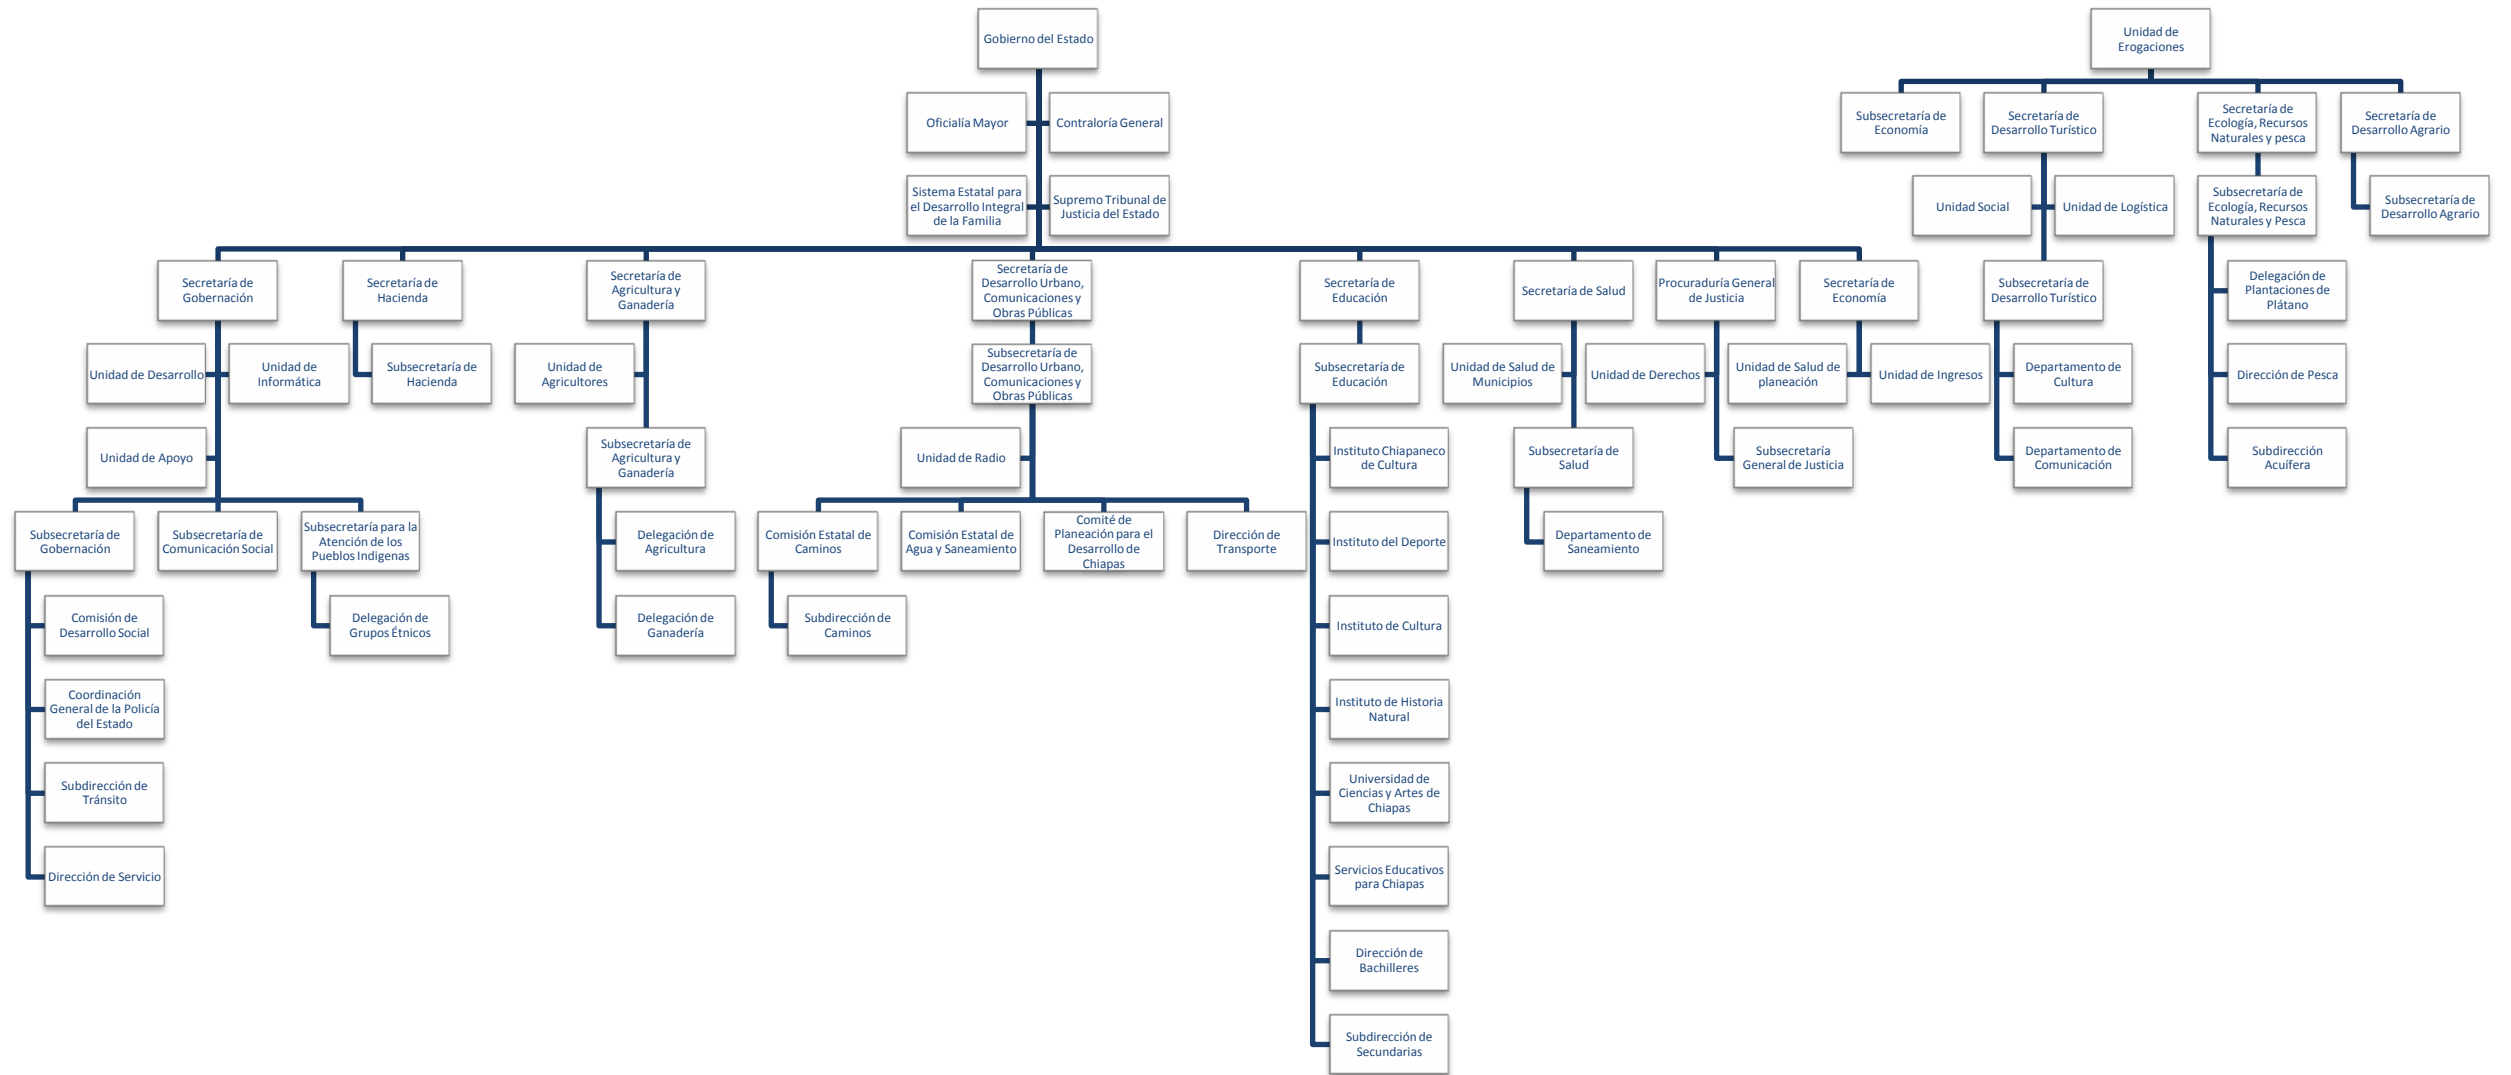 Gobierno del Estado
Unidad de
Erogaciones
Oficialía Mayor
Contraloría General
Subsecretaría de
Economía
Secretaría de
Desarrollo Turístico
Secretaría de
Ecología, Recursos
Naturales y pesca
Secretaría de
Desarrollo Agrario
Sistema Estatal para
el Desarrollo Integral
de la Familia
Supremo Tribunal de
Justicia del Estado
Unidad Social
Unidad de Logística
Subsecretaría de
Ecología, Recursos
Naturales y Pesca
Subsecretaría de
Desarrollo Agrario
Secretaría de
Gobernación
Secretaría de
Hacienda
Secretaría de
Agricultura y
Ganadería
Secretaría de
Desarrollo Urbano,
Comunicaciones y
Obras Públicas
Secretaría de
Educación
Secretaría de Salud
Procuraduría General
de Justicia
Secretaría de
Economía
Subsecretaría de
Desarrollo Turístico
Delegación de
Plantaciones de
Plátano
Unidad de Desarrollo
Unidad de
Informática
Subsecretaría de
Hacienda
Unidad de
Agricultores
Subsecretaría de
Desarrollo Urbano,
Comunicaciones y
Obras Públicas
Subsecretaría de
Educación
Unidad de Salud de
Municipios
Unidad de Derechos
Unidad de Salud de
planeación
Unidad de Ingresos
Departamento de
Cultura
Dirección de Pesca
Unidad de Apoyo
Subsecretaría de
Agricultura y
Ganadería
Unidad de Radio
Instituto Chiapaneco
de Cultura
Subsecretaría de
Salud
Subsecretaría
General de Justicia
Departamento de
Comunicación
Subdirección
Acuífera
Subsecretaría de
Gobernación
Subsecretaría de
Comunicación Social
Subsecretaría para la
Atención de los
Pueblos Indigenas
Delegación de
Agricultura
Comisión Estatal de
Caminos
Comisión Estatal de
Agua y Saneamiento
Comité de
Planeación para el
Desarrollo de
Chiapas
Dirección de
Transporte
Instituto del Deporte
Departamento de
Saneamiento
Comisión de
Desarrollo Social
Delegación de
Grupos Étnicos
Delegación de
Ganadería
Subdirección de
Caminos
Instituto de Cultura
Coordinación
General de la Policía
del Estado
Instituto de Historia
Natural
Subdirección de
Tránsito
Universidad de
Ciencias y Artes de
Chiapas
Dirección de Servicio
Servicios Educativos
para Chiapas
Dirección de
Bachilleres
Subdirección de
Secundarias